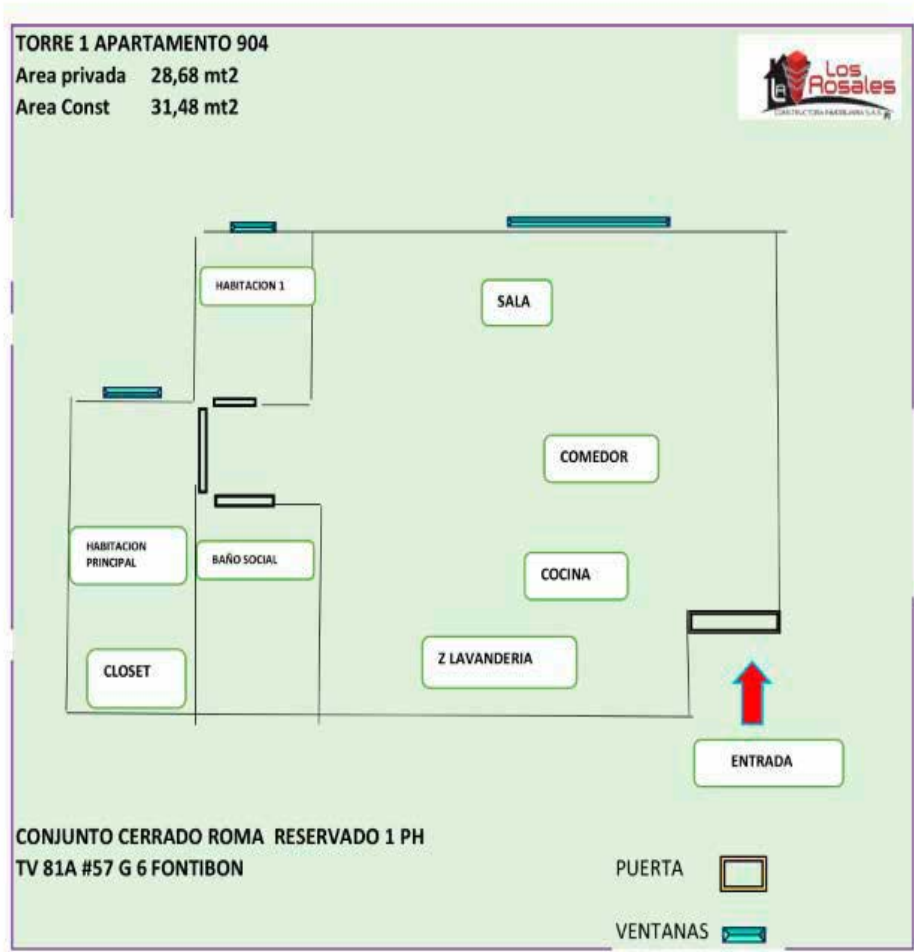 TORRE 1 APARTAMENTO 904
Area privada 28,68 mt2
Area Const 31,48 mt2
Los
Rosales
HABITACION 1
SALA
COMEDOR
HABITACION
PRINCIPAL
BAÑO SOCIAL
COCINA
Z LAVANDERIA
CLOSET
ENTRADA
CONJUNTO CERRADO ROMA RESERVADO 1 PH
TV 81A #57 G 6 FONTIBON
PUERTA
VENTANAS